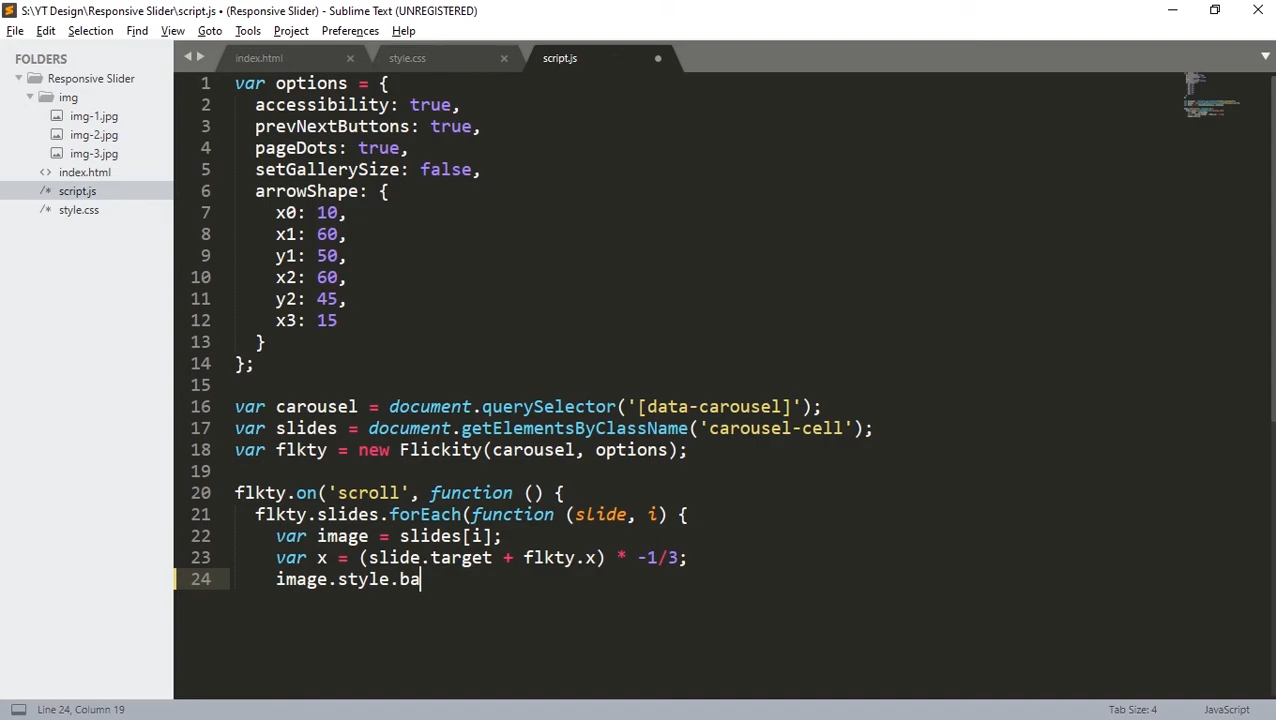 S:\YT Design\Responsive Slider\script.js • (Responsive Slider) - Sublime Text (UNREGISTERED)
File Edit Selection Find View Goto Tools Project Preferences Help
FOLDERS
Responsive Slider
img
img-1.jpg
img-2.jpg
img-3.jpg
<> index.html
/* script.js
/* style.css
index.html × style.css × script.js
1 var options = {
2 accessibility: true,
3 prevNextButtons: true,
4 pageDots: true,
5 setGallerySize: false,
6 arrowShape: {
7 x0: 10,
8 x1: 60,
9 y1: 50,
10 x2: 60,
11 y2: 45,
12 x3: 15
13 }
14 };
15
16 var carousel = document.querySelector('[data-carousel]');
17 var slides = document.getElementsByClassName('carousel-cell');
18 var flkty = new Flickity(carousel, options);
19
20 flkty.on('scroll', function () {
21 flkty.slides.forEach(function (slide, i) {
22 var image = slides[i];
23 var x = (slide.target + flkty.x) * -1/3;
24 image.style.ba
Line 24, Column 19 Tab Size: 4 JavaScript